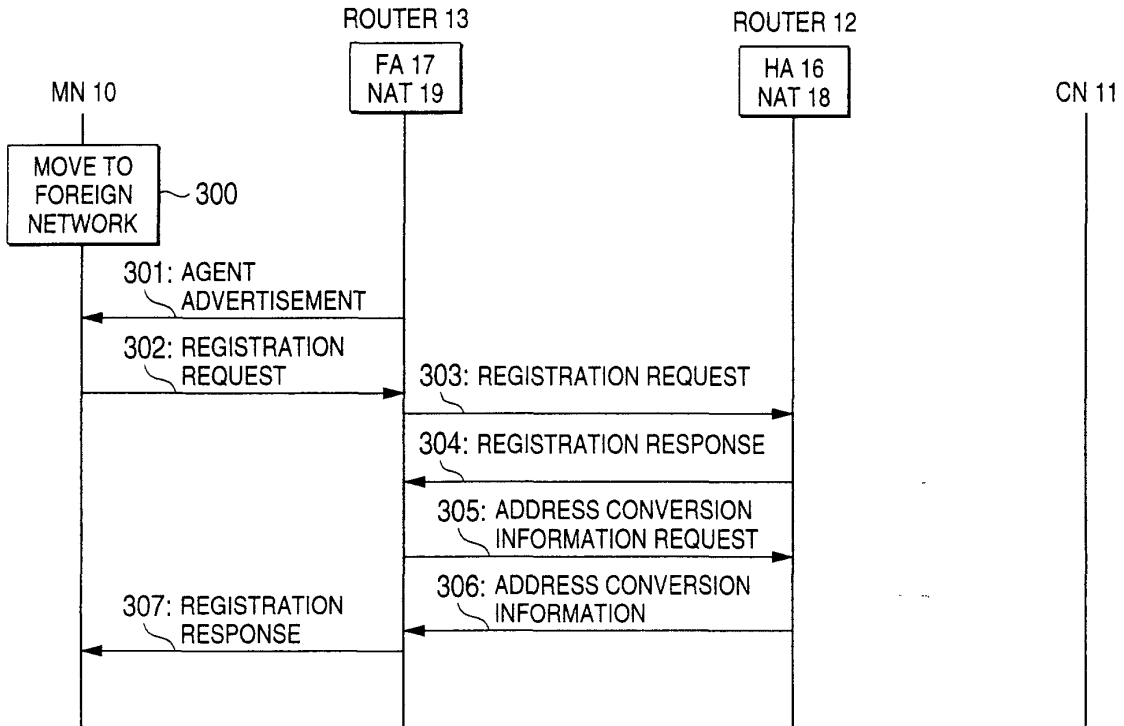 ROUTER 13
ROUTER 12
FA 17
NAT 19
HA 16
NAT 18
MN 10
CN 11
MOVE TO
FOREIGN
NETWORK
300
301: AGENT
ADVERTISEMENT
302: REGISTRATION
REQUEST
303: REGISTRATION REQUEST
304: REGISTRATION RESPONSE
305: ADDRESS CONVERSION
INFORMATION REQUEST
306: ADDRESS CONVERSION
INFORMATION
307: REGISTRATION
RESPONSE